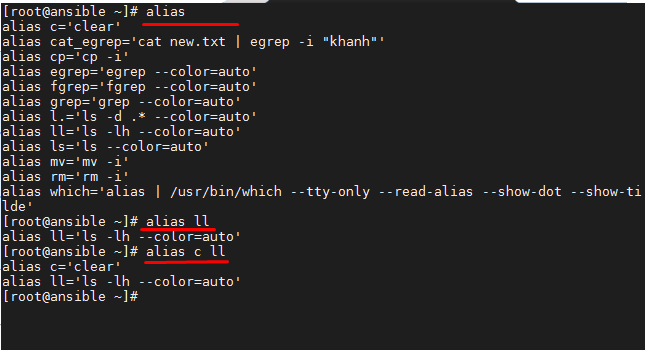 [root@ansible ~]# alias
alias c='clear'
alias cat_egrep='cat new.txt | egrep -i "khanh"'
alias cp='cp -i'
alias egrep='egrep --color=auto'
alias fgrep='fgrep --color=auto'
alias grep='grep --color=auto'
alias l.='ls -d .* --color=auto'
alias ll='ls -lh --color=auto'
alias ls='ls --color=auto'
alias mv='mv -i'
alias rm='rm -i'
alias which='alias | /usr/bin/which --tty-only --read-alias --show-dot --show-ti
lde'
[root@ansible ~]# alias ll
alias ll='ls -lh --color=auto'
[root@ansible ~]# alias c ll
alias c='clear'
alias ll='ls -lh --color=auto'
[root@ansible ~]#